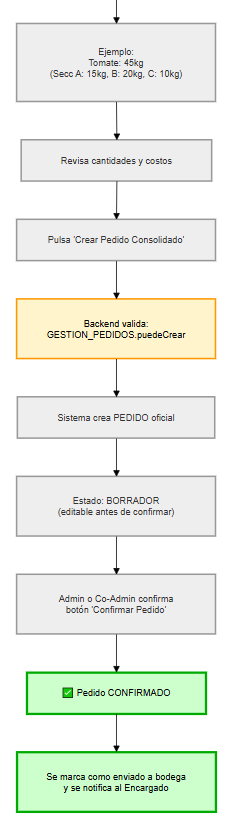 Ejemplo:
Tomate: 45kg
(Secc A: 15kg, B: 20kg, C: 10kg)
Revisa cantidades y costos
Pulsa 'Crear Pedido Consolidado'
Backend valida:
GESTION_PEDIDOS.puedeCrear
Sistema crea PEDIDO oficial
Estado: BORRADOR
(editable antes de confirmar)
Admin o Co-Admin confirma
botón 'Confirmar Pedido'
✅ Pedido CONFIRMADO
Se marca como enviado a bodega
y se notifica al Encargado